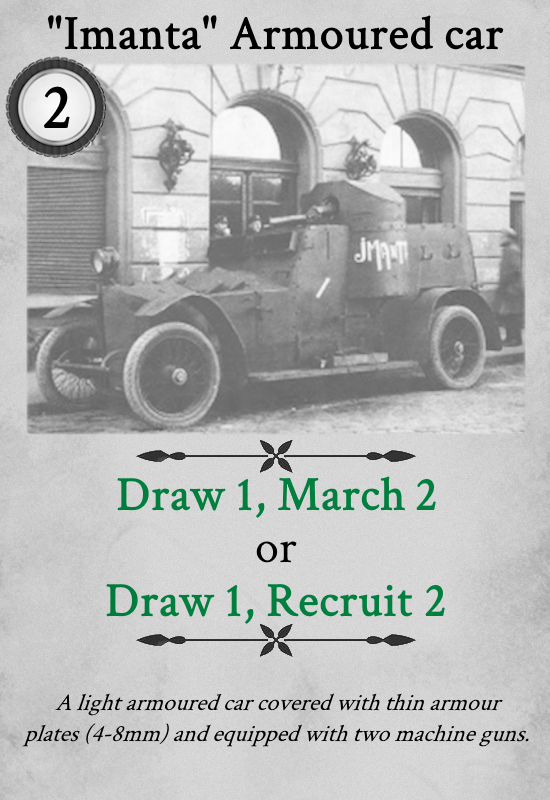 "Imanta" Armoured car
2
JMANTA
Draw 1, March 2
or
Draw 1, Recruit 2
A light armoured car covered with thin armour
plates (4-8mm) and equipped with two machine guns.